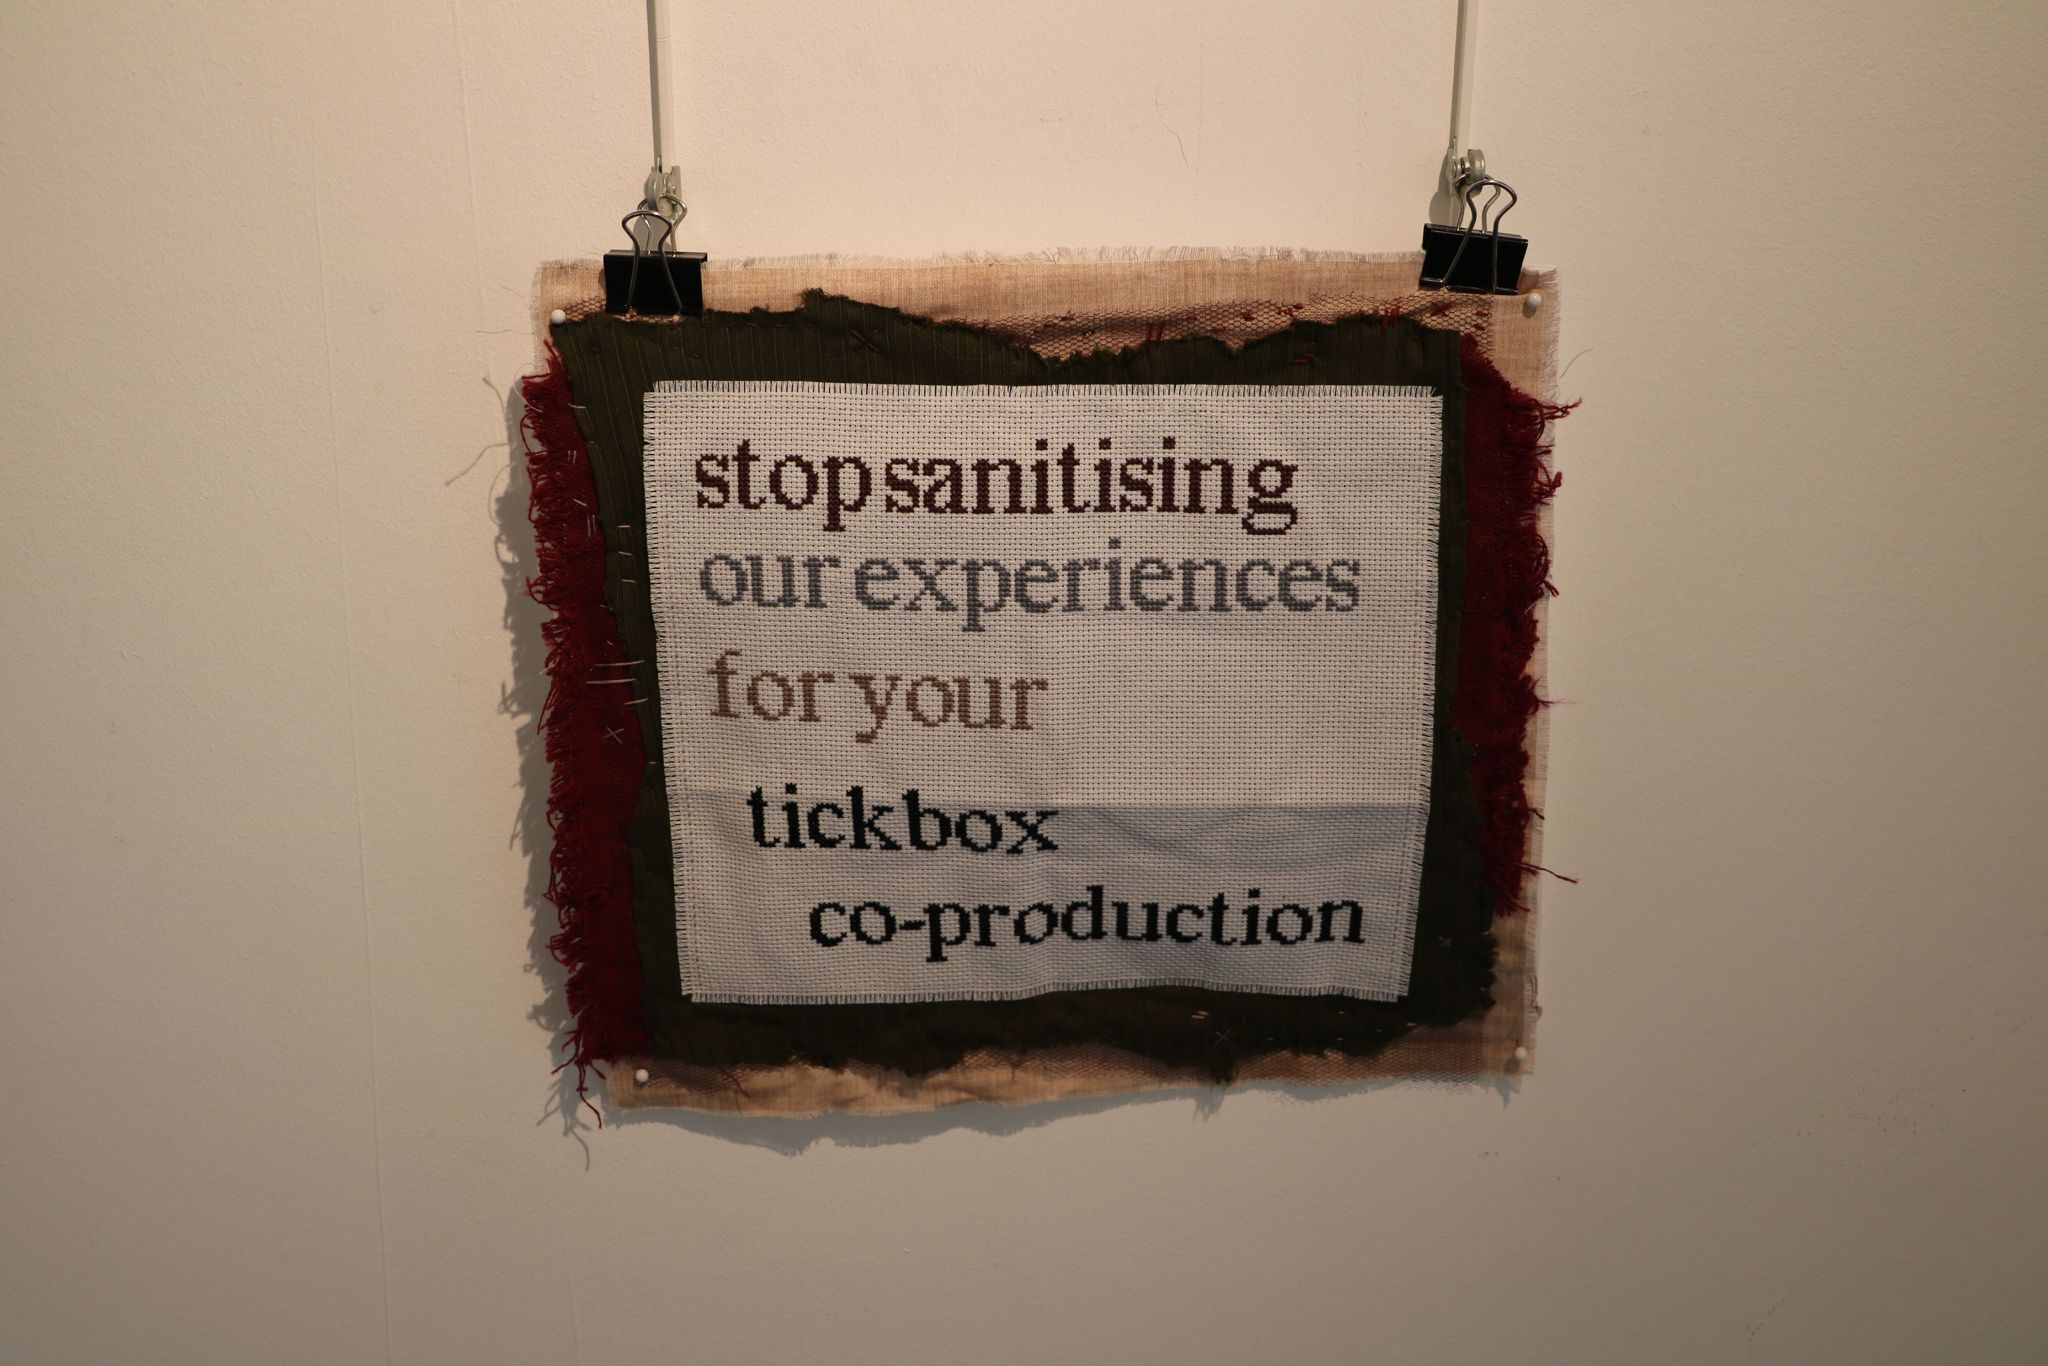 stop sanitising
our experiences
for your
tickbox
co-production